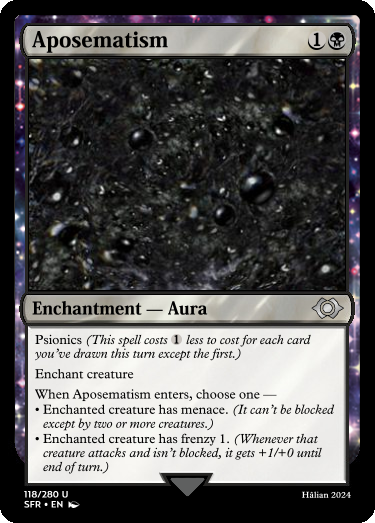 Aposematism 1
Enchantment — Aura
Psionics (This spell costs 1 less to cost for each card
you've drawn this turn except the first.)
Enchant creature
When Aposematism enters, choose one —
• Enchanted creature has menace. (It can't be blocked
except by two or more creatures.)
• Enchanted creature has frenzy 1. (Whenever that
creature attacks and isn't blocked, it gets +1/+0 until
end of turn.)
118/280 U
SFR • EN
Hålian 2024